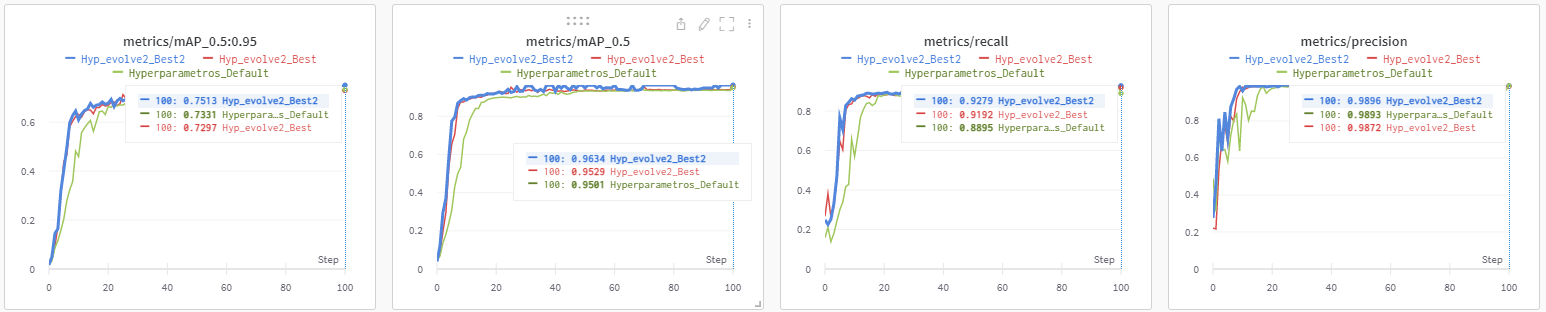 metrics/mAP_0.5:0.95
Hyp_evolve2_Best2 Hyp_evolve2_Best
Hyperparametros_Default
100: 0.7513 Hyp_evolve2_Best2
100: 0.7331 Hyperpara...s_Default
100: 0.7297 Hyp_evolve2_Best
0.6
0.4
0.2
0
Step
0 20 40 60 80 100
metrics/mAP_0.5
Hyp_evolve2_Best2 Hyp_evolve2_Best
Hyperparametros_Default
0.8
0.6
0.4
0.2
0
100: 0.9634 Hyp_evolve2_Best2
100: 0.9529 Hyp_evolve2_Best
100: 0.9501 Hyperparametros_Default
Step
0 20 40 60 80 100
metrics/recall
Hyp_evolve2_Best2 Hyp_evolve2_Best
Hyperparametros_Default
100: 0.9279 Hyp_evolve2_Best2
100: 0.9192 Hyp_evolve2_Best
100: 0.8895 Hyperpara...s_Default
0.8
0.6
0.4
0.2
0
Step
0 20 40 60 80 100
metrics/precision
Hyp_evolve2_Best2 Hyp_evolve2_Best
Hyperparametros_Default
100: 0.9896 Hyp_evolve2_Best2
100: 0.9893 Hyperpara...s_Default
100: 0.9872 Hyp_evolve2_Best
0.8
0.6
0.4
0.2
0
Step
0 20 40 60 80 100